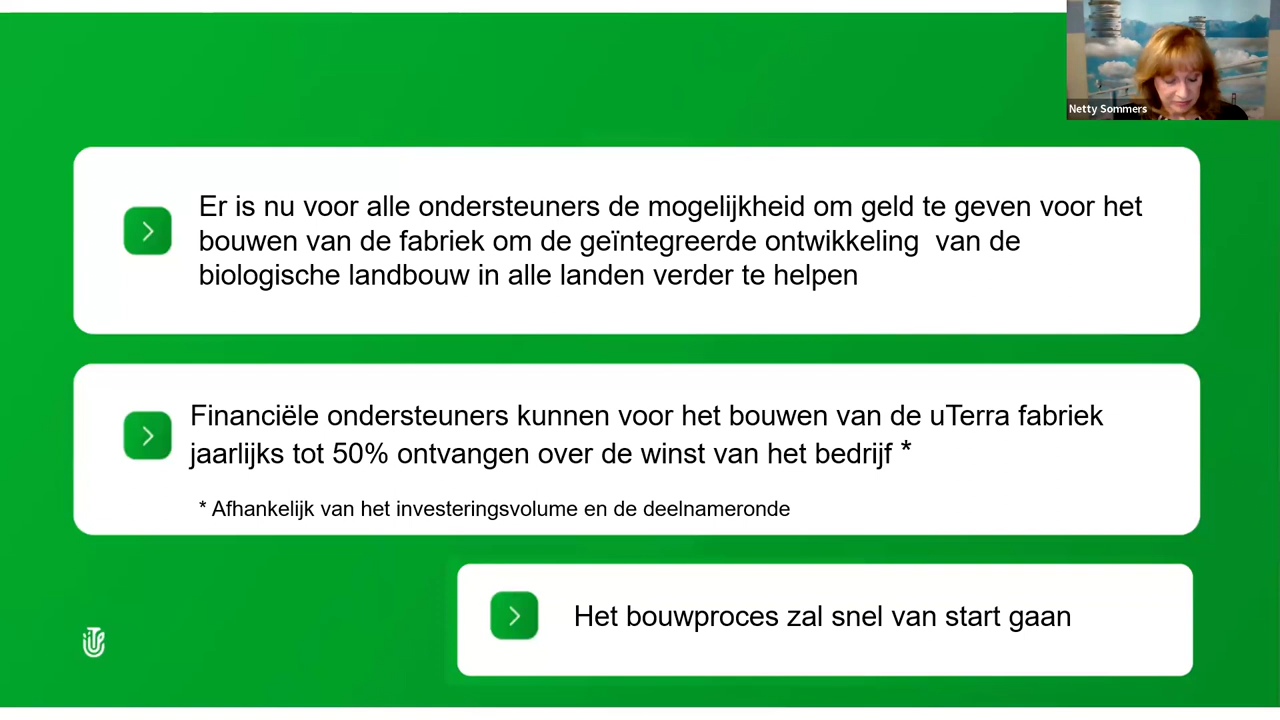 Netty Sommers
Er is nu voor alle ondersteuners de mogelijkheid om geld te geven voor het
bouwen van de fabriek om de geïntegreerde ontwikkeling van de
biologische landbouw in alle landen verder te helpen
Financiële ondersteuners kunnen voor het bouwen van de uTerra fabriek
jaarlijks tot 50% ontvangen over de winst van het bedrijf *
* Afhankelijk van het investeringsvolume en de deelnameronde
Het bouwproces zal snel van start gaan